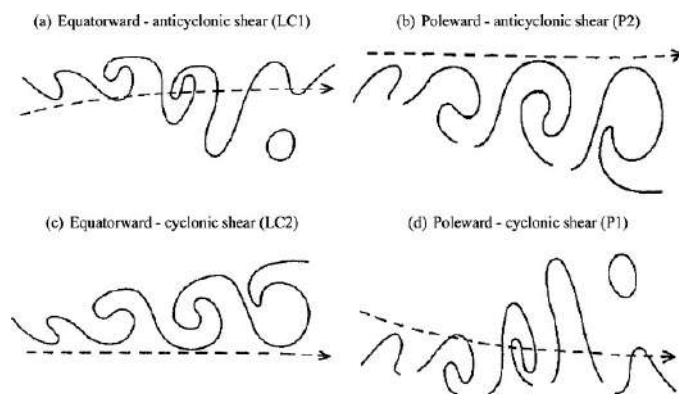 (a) Equatorward - anticyclonic shear (LC1)
(b) Poleward - anticyclonic shear (P2)
(c) Equatorward - cyclonic shear (LC2)
(d) Poleward - cyclonic shear (P1)